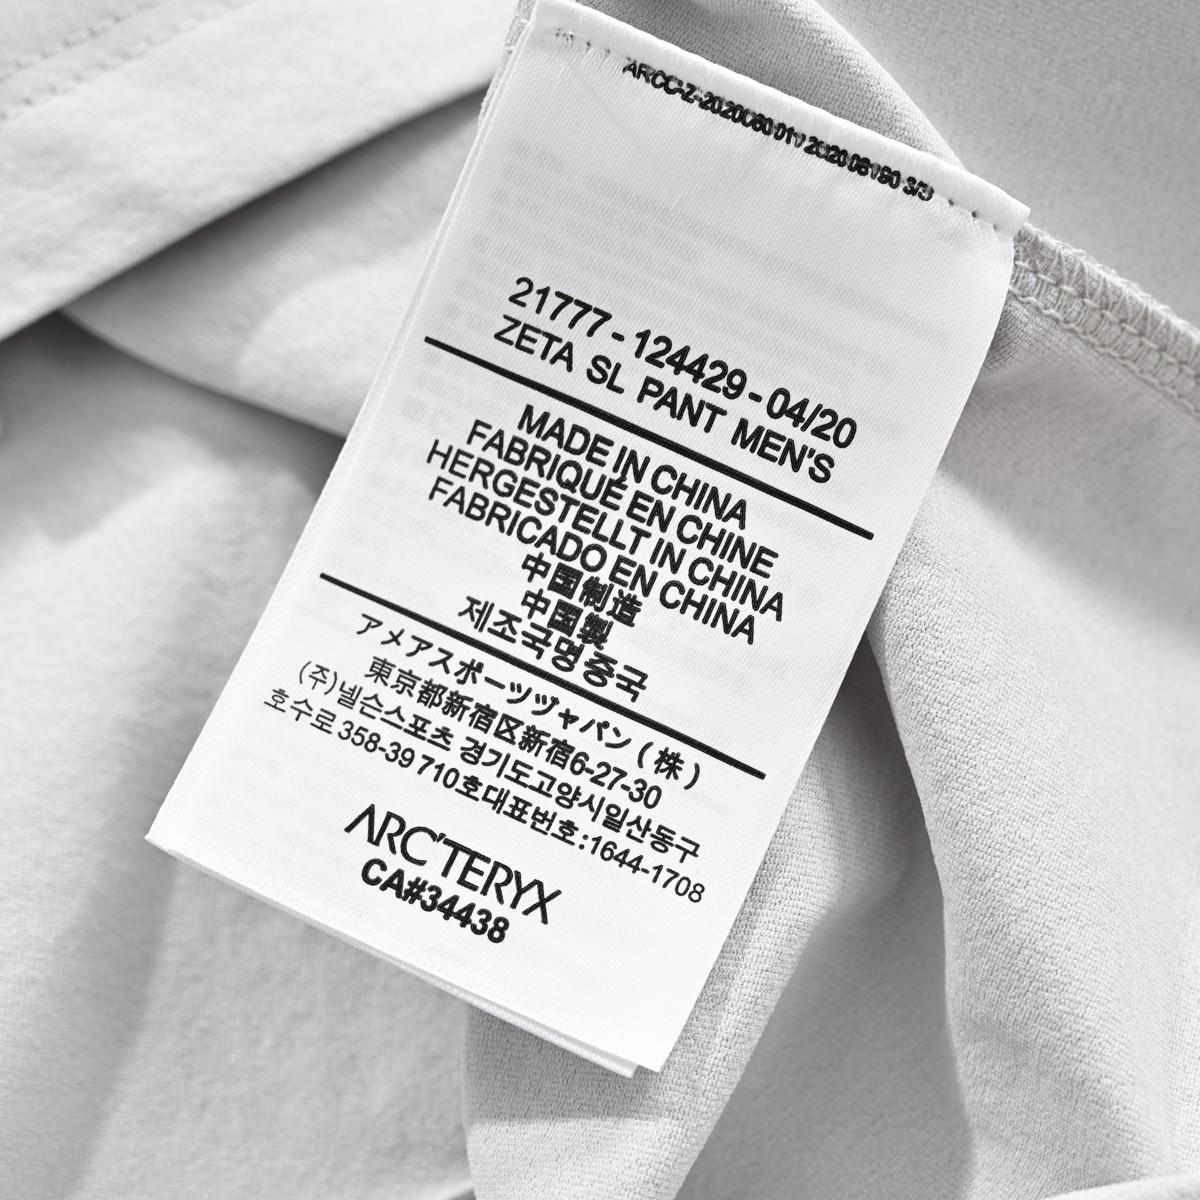 21777 - 124429 - 04/20
ZETA SL PANT MEN'S
MADE IN CHINA
FABRIQUÉ EN CHINE
HERGESTELLT IN CHINA
FABRICADO EN CHINA
中国制造
中国製
제조국명 중국
アメアスポーツヅャパン (株)
東京都新宿区新宿6-27-30
(주)넬슨스포츠 경기도고양시일산동구
호수로 358-39 710호대표번호:1644-1708
ARC'TERYX
CA#34438